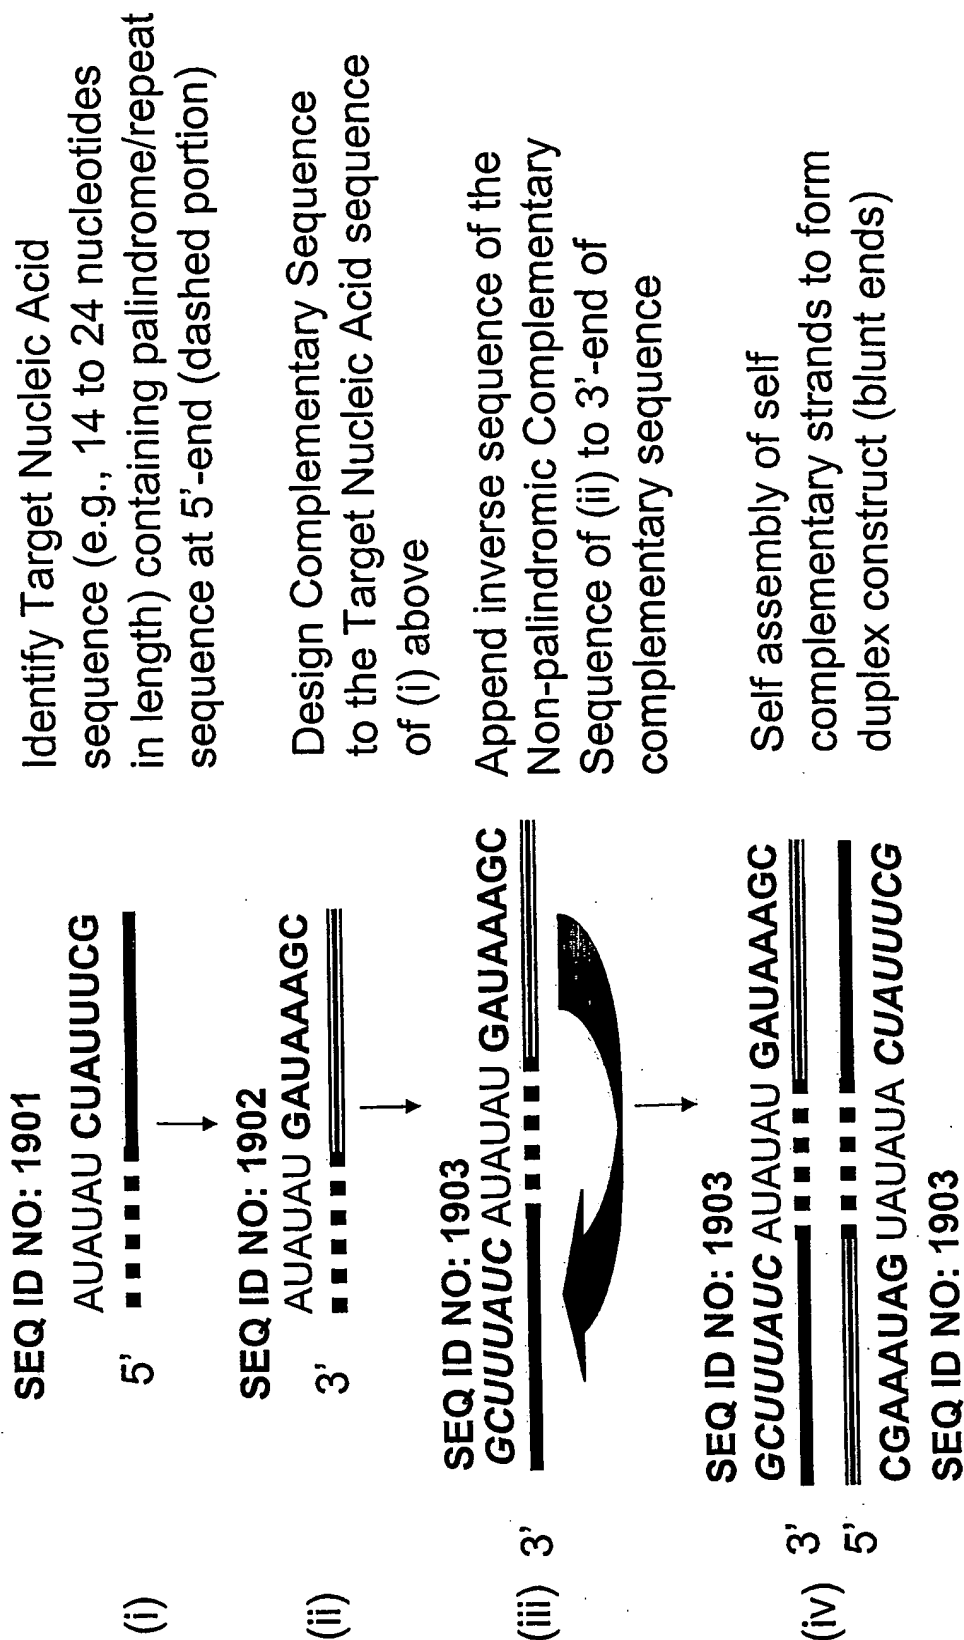 SEQ ID NO: 1901
AUAUAU CUAUUUCG
(i) 5'
Identify Target Nucleic Acid
sequence (e.g., 14 to 24 nucleotides
in length) containing palindrome/repeat
sequence at 5'-end (dashed portion)
SEQ ID NO: 1902
AUAUAU GAUAAAGC
(ii) 3'
Design Complementary Sequence
to the Target Nucleic Acid sequence
of (i) above
SEQ ID NO: 1903
GCUUUAUC AUAUAU GAUAAAGC
(iii) 3'
Append inverse sequence of the
Non-palindromic Complementary
Sequence of (ii) to 3'-end of
complementary sequence
SEQ ID NO: 1903
GCUUUAUC AUAUAU GAUAAAGC
(iv) 3'
5'
CGAAAUAG UAUAUA CUAUUUCG
SEQ ID NO: 1903
Self assembly of self
complementary strands to form
duplex construct (blunt ends)